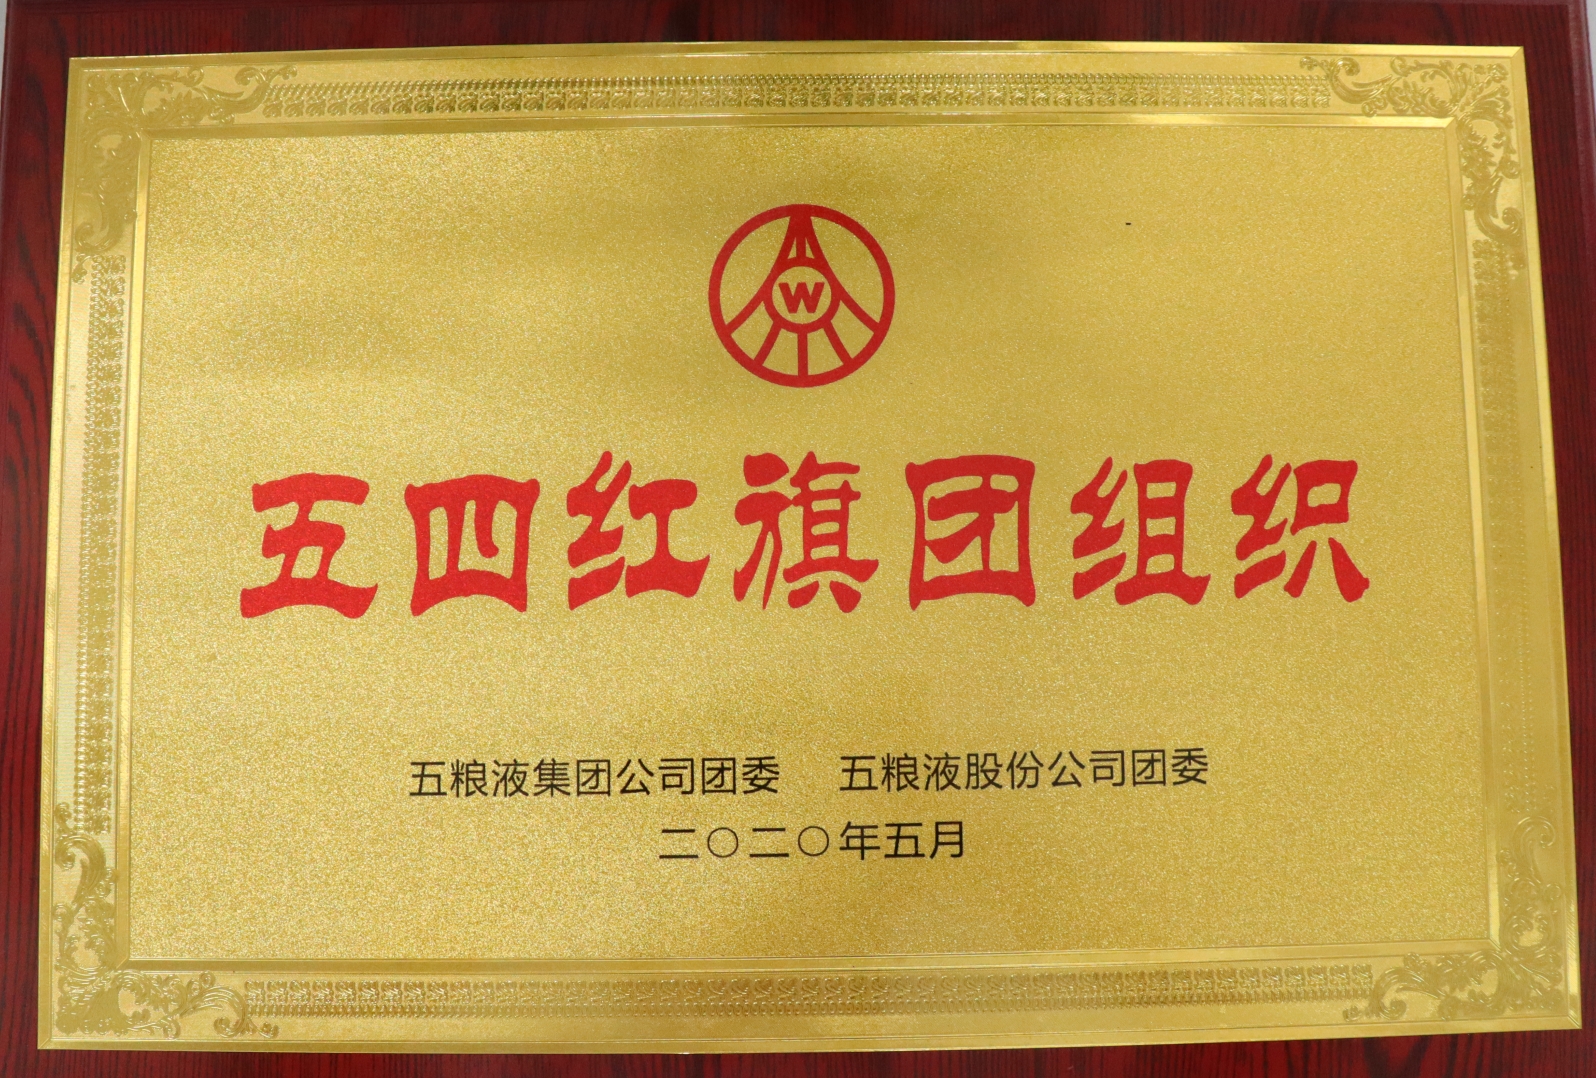 W
五四红旗团组织
五粮液集团公司团委 五粮液股份公司团委
二〇二〇年五月